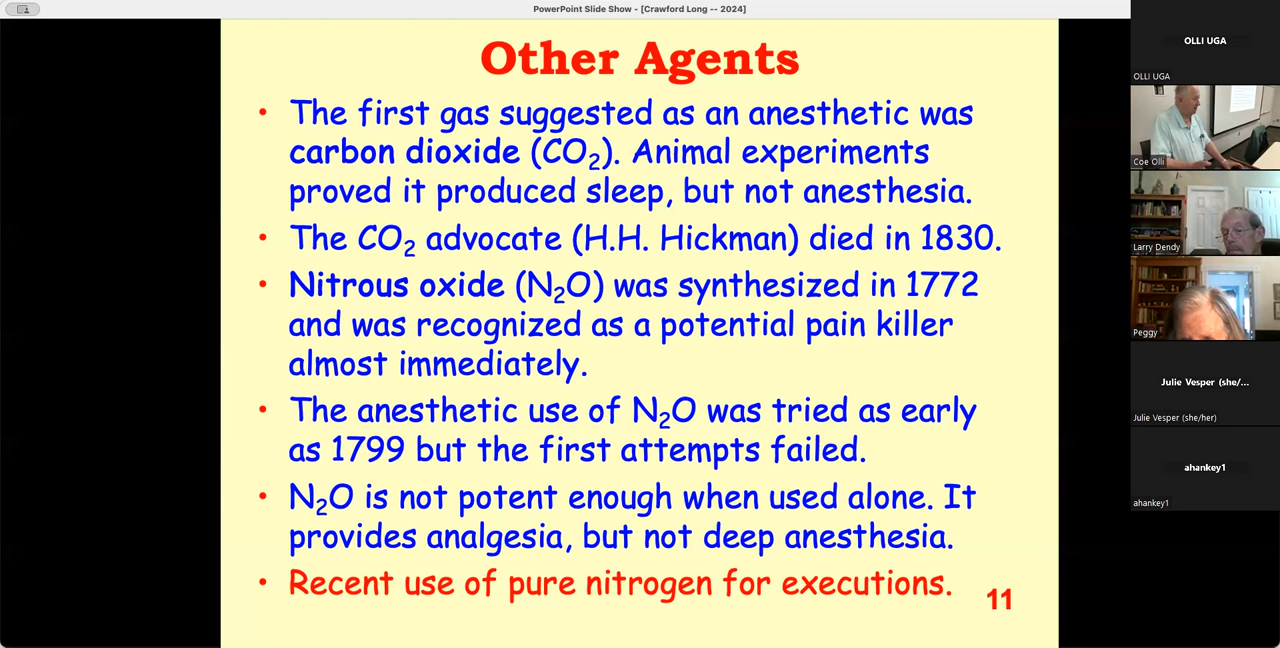 PowerPoint Slide Show - [Crawford Long -- 2024]
Other Agents
• The first gas suggested as an anesthetic was
carbon dioxide (CO₂). Animal experiments
proved it produced sleep, but not anesthesia.
• The CO₂ advocate (H.H. Hickman) died in 1830.
• Nitrous oxide (N₂O) was synthesized in 1772
and was recognized as a potential pain killer
almost immediately.
• The anesthetic use of N₂O was tried as early
as 1799 but the first attempts failed.
• N₂O is not potent enough when used alone. It
provides analgesia, but not deep anesthesia.
• Recent use of pure nitrogen for executions.
11
OLLI UGA
OLLI UGA
Coe Olli
Larry Dendy
Peggy
Julie Vesper (she/...
Julie Vesper (she/her)
ahankey1
ahankey1